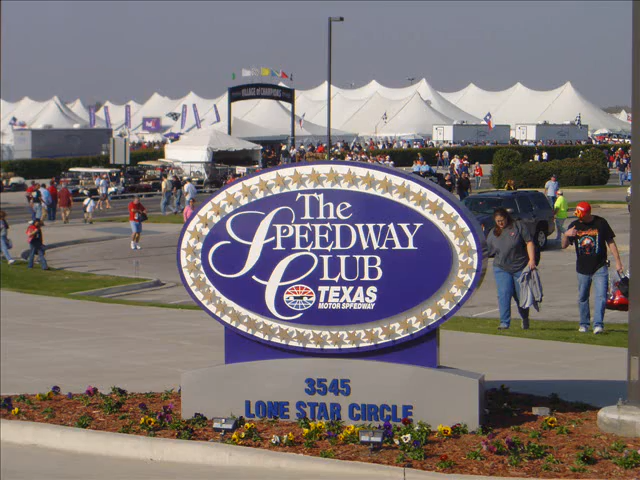 VILLAGE OF CHAMPIONS
The
SPEEDWAY
CLUB
TEXAS
MOTOR SPEEDWAY
3545
LONE STAR CIRCLE